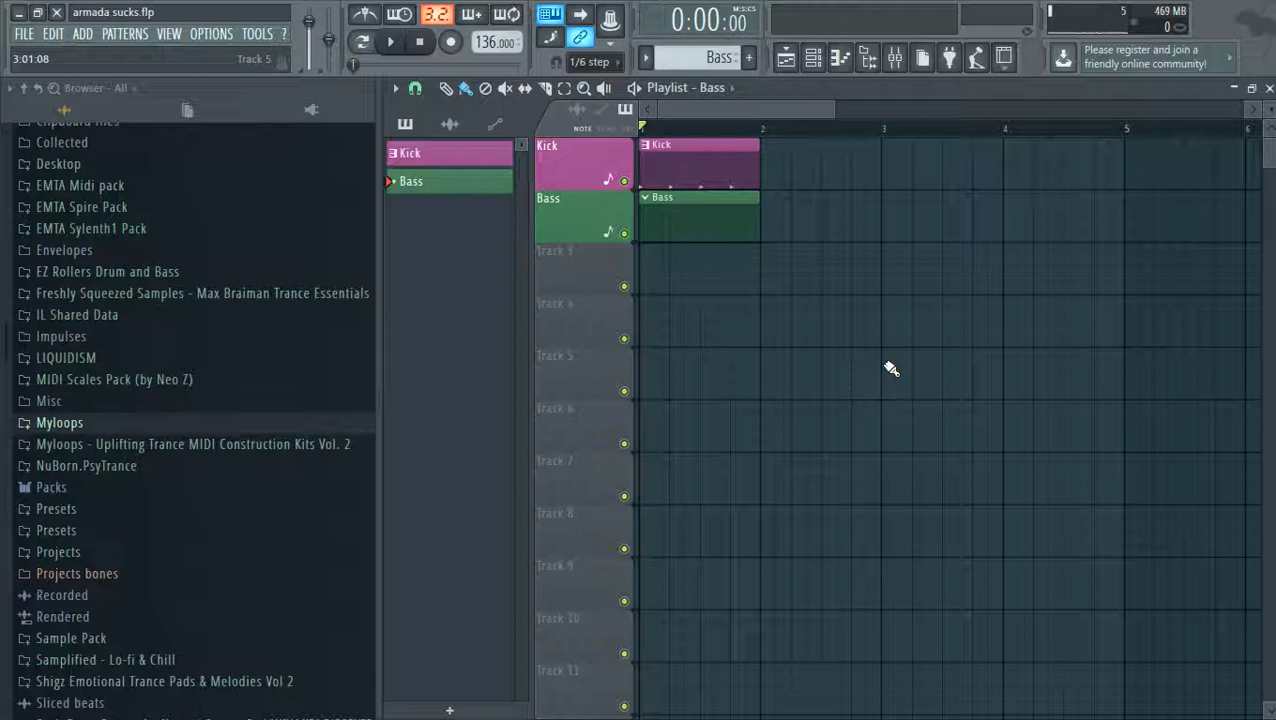 armada sucks.flp
FILE EDIT ADD PATTERNS VIEW OPTIONS TOOLS ?
3:01:08 Track 5
3.2.
136.000
1/6 step
0:00:00
M:S:CS
Bass
5 469 MB
0
Please register and join a
friendly online community!
Browser - All
Playlist - Bass
Collected
Desktop
EMTA Midi pack
EMTA Spire Pack
EMTA Sylenth1 Pack
Envelopes
EZ Rollers Drum and Bass
Freshly Squeezed Samples - Max Braiman Trance Essentials
IL Shared Data
Impulses
LIQUIDISM
MIDI Scales Pack (by Neo Z)
Misc
Myloops
Myloops - Uplifting Trance MIDI Construction Kits Vol. 2
NuBorn.PsyTrance
Packs
Presets
Presets
Projects
Projects bones
Recorded
Rendered
Sample Pack
Samplified - Lo-fi & Chill
Shigz Emotional Trance Pads & Melodies Vol 2
Sliced beats
Kick
Bass
NOTE
2 3 4 5 6
Kick
Bass
Track 3
Track 4
Track 5
Track 6
Track 7
Track 8
Track 9
Track 10
Track 11
Kick
Bass